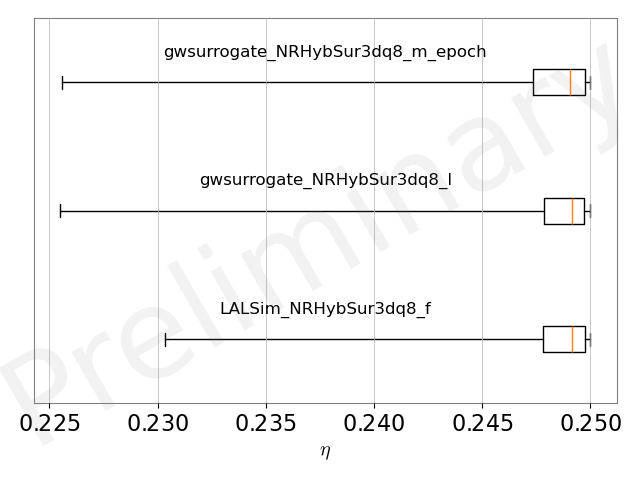 gwsurrogate_NRHybSur3dq8_m_epoch
gwsurrogate_NRHybSur3dq8_l
LALSim_NRHybSur3dq8_f
Preliminary
0.225 0.230 0.235 0.240 0.245 0.250
η